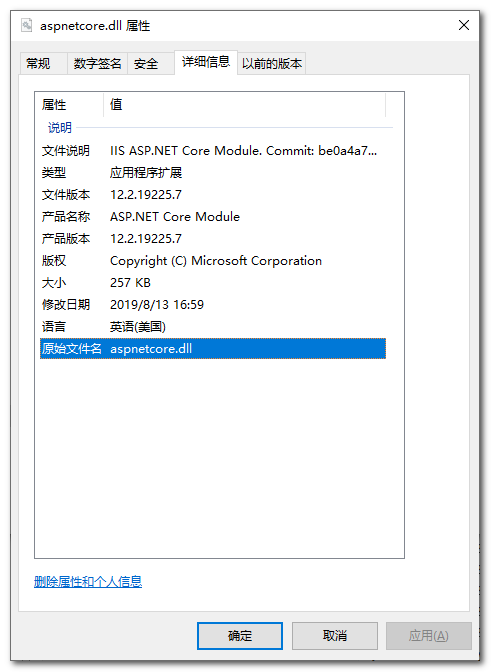 aspnetcore.dll 属性
常规 数字签名 安全 详细信息 以前的版本
属性 值
说明
文件说明 IIS ASP.NET Core Module. Commit: be0a4a7...
类型 应用程序扩展
文件版本 12.2.19225.7
产品名称 ASP.NET Core Module
产品版本 12.2.19225.7
版权 Copyright (C) Microsoft Corporation
大小 257 KB
修改日期 2019/8/13 16:59
语言 英语(美国)
原始文件名 aspnetcore.dll
删除属性和个人信息
确定 取消 应用(A)